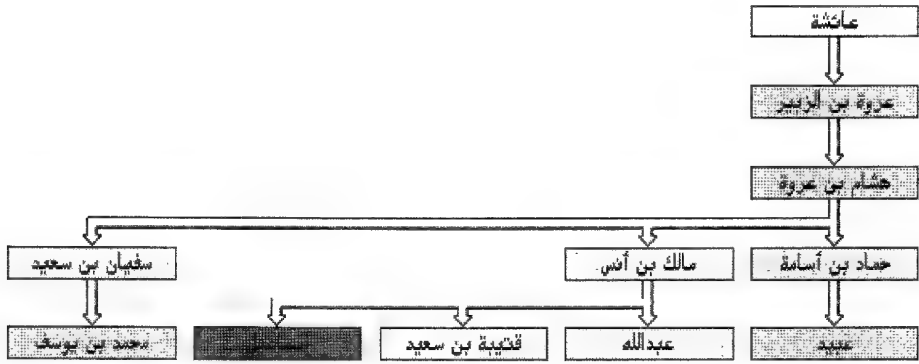 عائشة
عروة بن الزبير
هشام بن عروة
حماد بن أسامة
مالك بن أنس
سفيان بن سعيد
عبيد
عبدالله
قتيبة بن سعيد
محمد بن يوسف